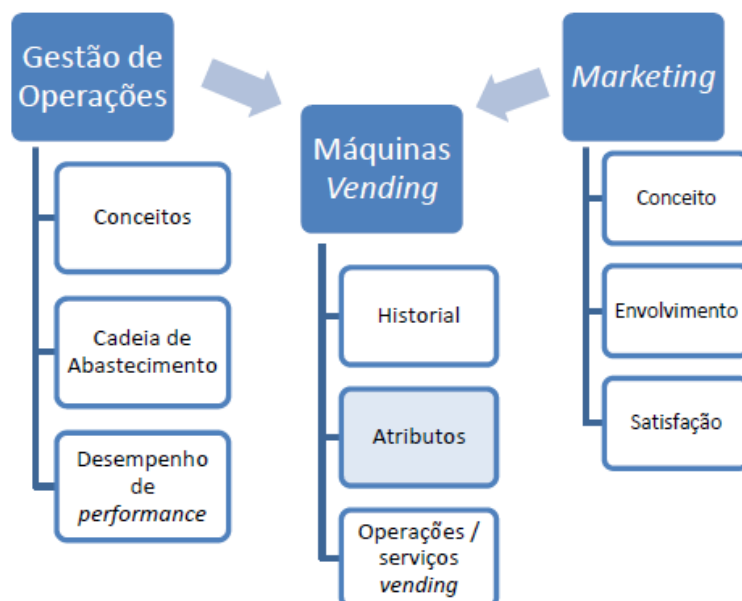 Gestão de
Operações
Conceitos
Cadeia de
Abastecimento
Desempenho
de
performance
Máquinas
Vending
Historial
Atributos
Operações /
serviços
vending
Marketing
Conceito
Envolvimento
Satisfação